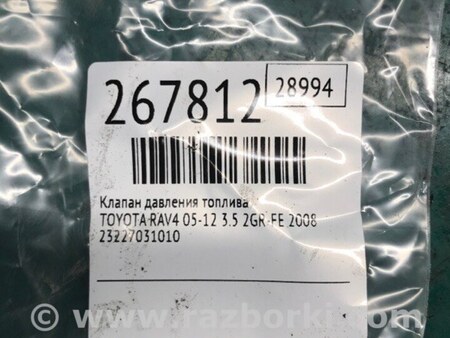 267812 28994
Клапан давления топлива
TOYOTA RAV4 05-12 3.5 2GR-FE 2008
23227031010
© www.razborki.com